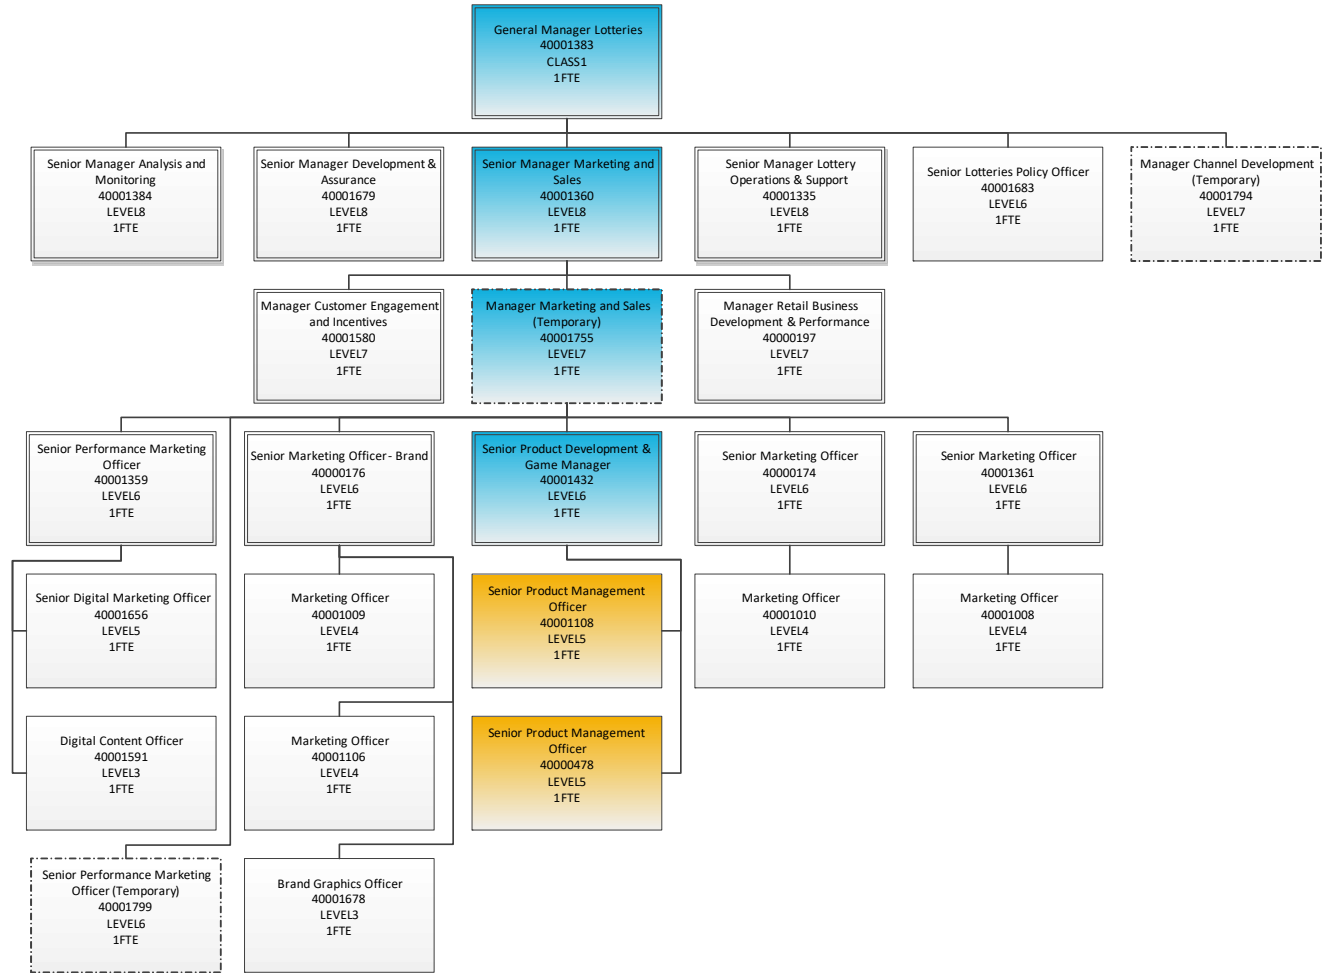 General Manager Lotteries
40001383
CLASS1
1FTE
Senior Manager Analysis and
Monitoring
40001384
LEVEL8
1FTE
Senior Manager Development &
Assurance
40001679
LEVEL8
1FTE
Senior Manager Marketing and
Sales
40001360
LEVEL8
1FTE
Senior Manager Lottery
Operations & Support
40001335
LEVEL8
1FTE
Senior Lotteries Policy Officer
40001683
LEVEL6
1FTE
Manager Channel Development
(Temporary)
40001794
LEVEL7
1FTE
Manager Customer Engagement
and Incentives
40001580
LEVEL7
1FTE
Manager Marketing and Sales
(Temporary)
40001755
LEVEL7
1FTE
Manager Retail Business
Development & Performance
40000197
LEVEL7
1FTE
Senior Performance Marketing
Officer
40001359
LEVEL6
1FTE
Senior Marketing Officer - Brand
40000176
LEVEL6
1FTE
Senior Product Development &
Game Manager
40001432
LEVEL6
1FTE
Senior Marketing Officer
40000174
LEVEL6
1FTE
Senior Marketing Officer
40001361
LEVEL6
1FTE
Senior Digital Marketing Officer
40001656
LEVEL5
1FTE
Marketing Officer
40001009
LEVEL4
1FTE
Senior Product Management
Officer
40001108
LEVEL5
1FTE
Marketing Officer
40001010
LEVEL4
1FTE
Marketing Officer
40001008
LEVEL4
1FTE
Digital Content Officer
40001591
LEVEL3
1FTE
Marketing Officer
40001106
LEVEL4
1FTE
Senior Product Management
Officer
40000478
LEVEL5
1FTE
Senior Performance Marketing
Officer (Temporary)
40001799
LEVEL6
1FTE
Brand Graphics Officer
40001678
LEVEL3
1FTE